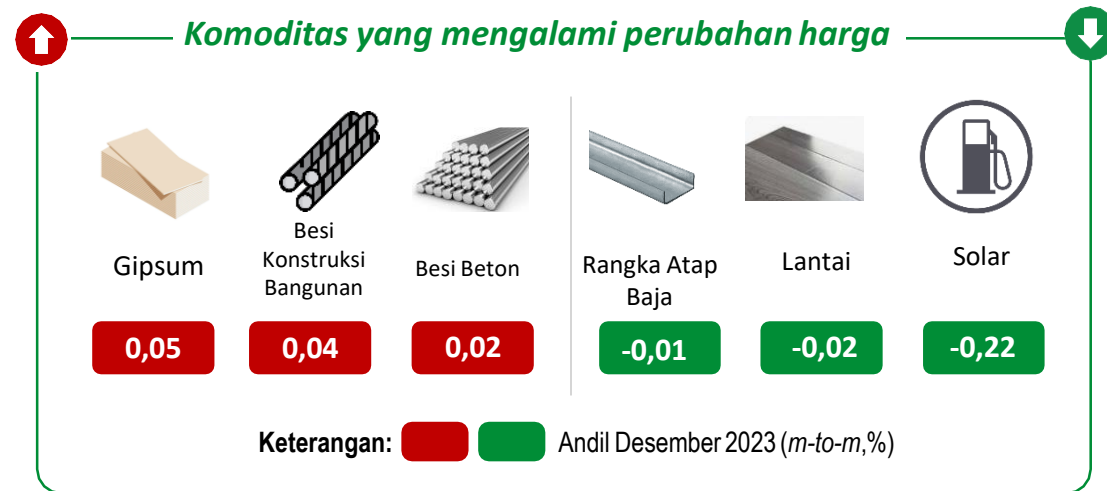 Komoditas yang mengalami perubahan harga
Gipsum
Besi
Konstruksi
Bangunan
Besi Beton
Rangka Atap
Baja
Lantai
Solar
0,05
0,04
0,02
-0,01
-0,02
-0,22
Keterangan: Andil Desember 2023 (m-to-m,%)